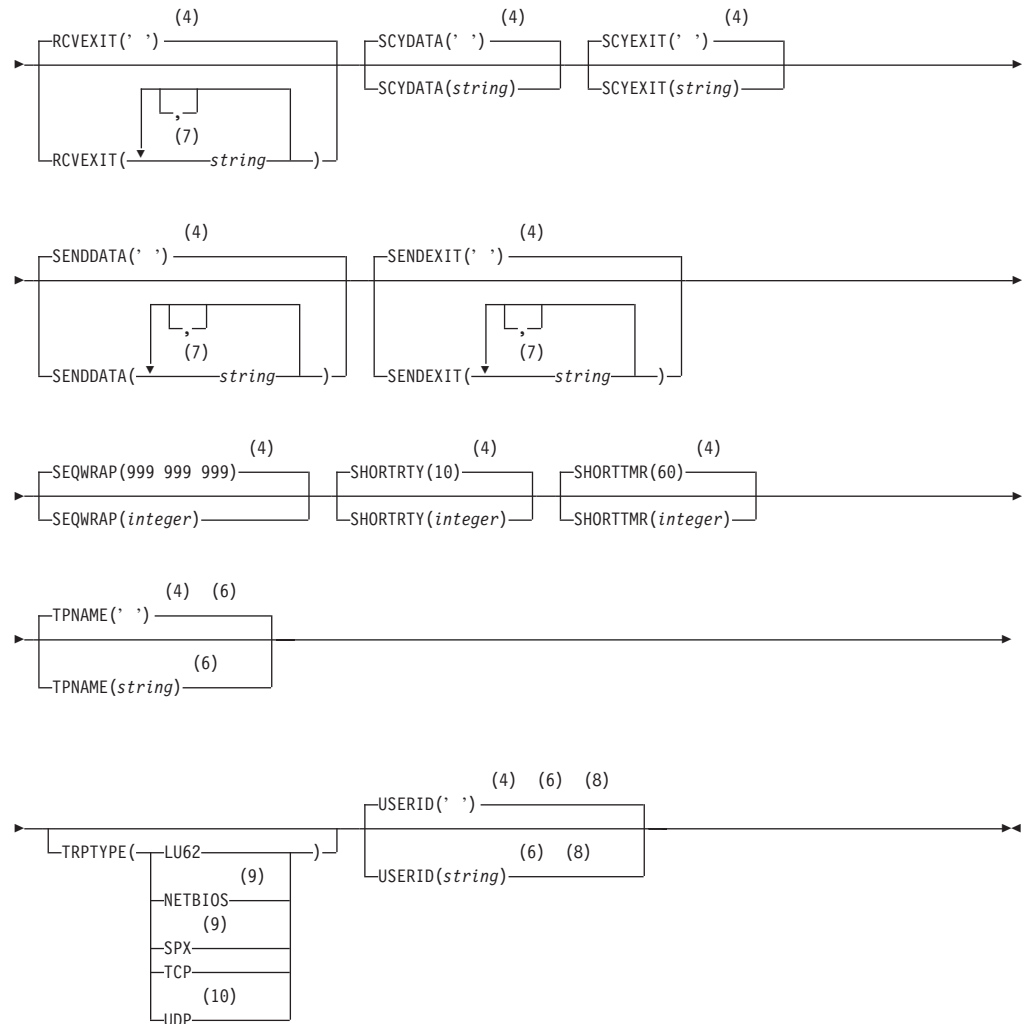 (4) (4) (4)
RCVEXIT(’ ’) SCYDATA(’ ’) SCYEXIT(’ ’)
SCYDATA(string) SCYEXIT(string)
,
(7)
RCVEXIT( string )
(4) (4)
SENDDATA(’ ’) SENDEXIT(’ ’)
, ,
(7) (7)
SENDDATA( string ) SENDEXIT( string )
(4) (4) (4)
SEQWRAP(999 999 999) SHORTRTY(10) SHORTTMR(60)
SEQWRAP(integer) SHORTRTY(integer) SHORTTMR(integer)
(4) (6)
TPNAME(’ ’)
(6)
TPNAME(string)
(4) (6) (8)
USERID(’ ’)
(6) (8)
TRPTYPE( LU62 ) USERID(string)
(9)
NETBIOS
(9)
SPX
TCP
(10)
UDP